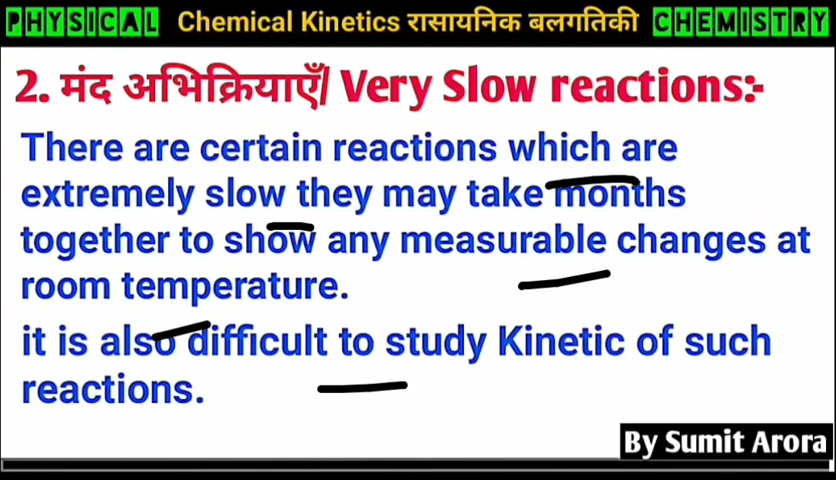 PHYSICAL Chemical Kinetics रासायनिक बलगतिकी CHEMISTRY
2. मंद अभिक्रियाएँ/ Very Slow reactions:-
There are certain reactions which are
extremely slow they may take months
together to show any measurable changes at
room temperature.
it is also difficult to study Kinetic of such
reactions.
By Sumit Arora